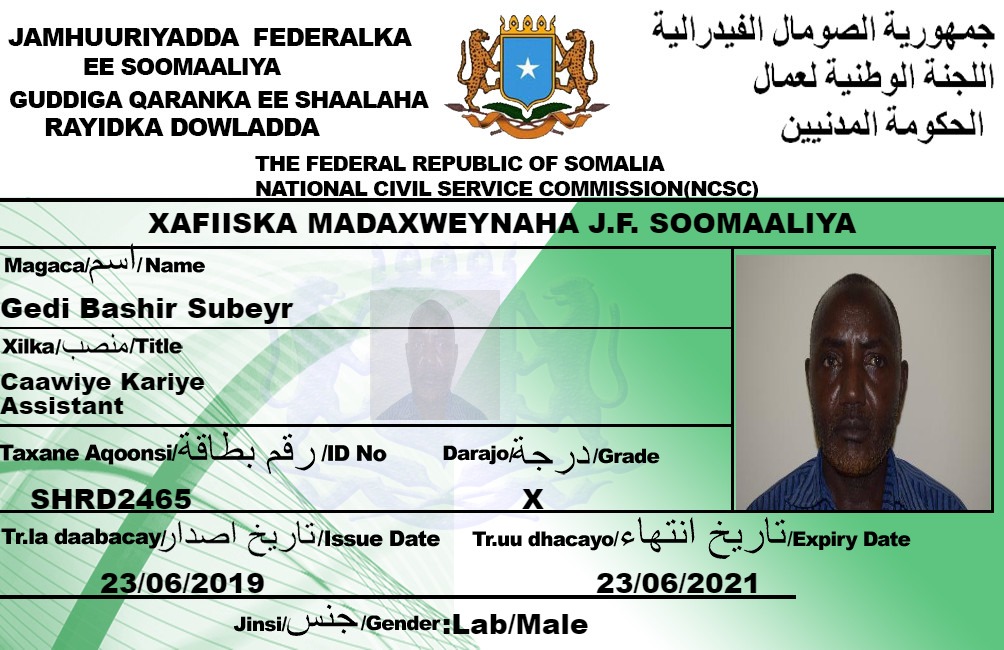 JAMHUURIYADDA FEDERALKA
EE SOOMAALIYA
GUDDIGA QARANKA EE SHAALAHA
RAYIDKA DOWLADDA
جمهورية الصومال الفيدرالية
اللجنة الوطنية لعمال
الحكومة المدنيين
THE FEDERAL REPUBLIC OF SOMALIA
NATIONAL CIVIL SERVICE COMMISSION(NCSC)
XAFIISKA MADAXWEYNAHA J.F. SOOMAALIYA
Magaca/اسم/Name
Gedi Bashir Subeyr
Xilka/منصب/Title
Caawiye Kariye
Assistant
Taxane Aqoonsi/رقم بطاقة/ID No
Darajo/درجة/Grade
SHRD2465
X
Tr.la daabacay/تاريخ اصدار/Issue Date
Tr.uu dhacayo/تاريخ انتهاء/Expiry Date
23/06/2019
23/06/2021
Jinsi/جنس/Gender:Lab/Male